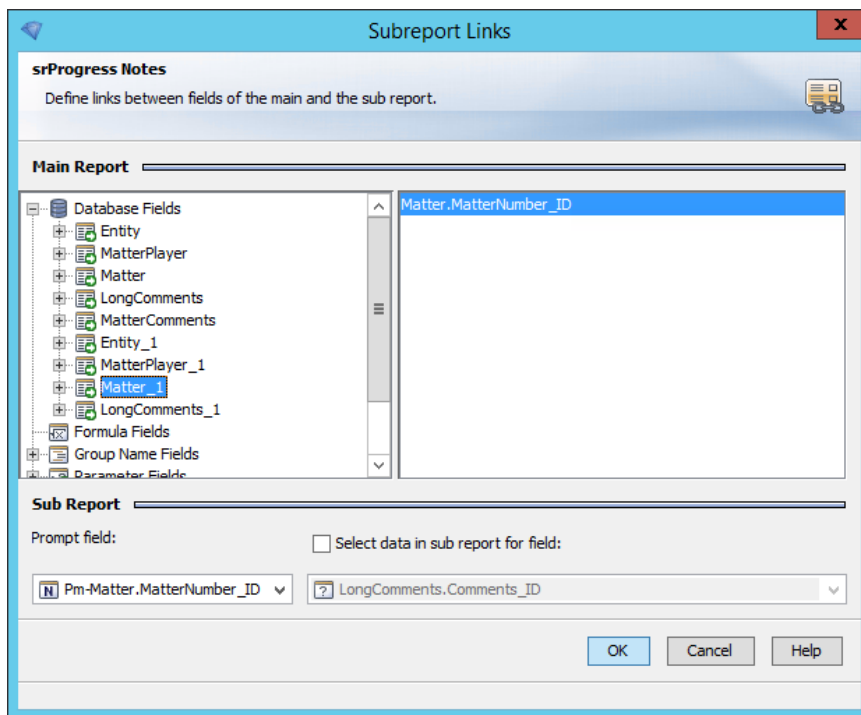 Subreport Links
x
srProgress Notes
Define links between fields of the main and the sub report.
Main Report
Database Fields
Entity
MatterPlayer
Matter
LongComments
MatterComments
Entity_1
MatterPlayer_1
Matter_1
LongComments_1
Formula Fields
Group Name Fields
Parameter Fields
Matter.MatterNumber_ID
Sub Report
Prompt field:
Select data in sub report for field:
N Pm-Matter.MatterNumber_ID
? LongComments.Comments_ID
OK Cancel Help